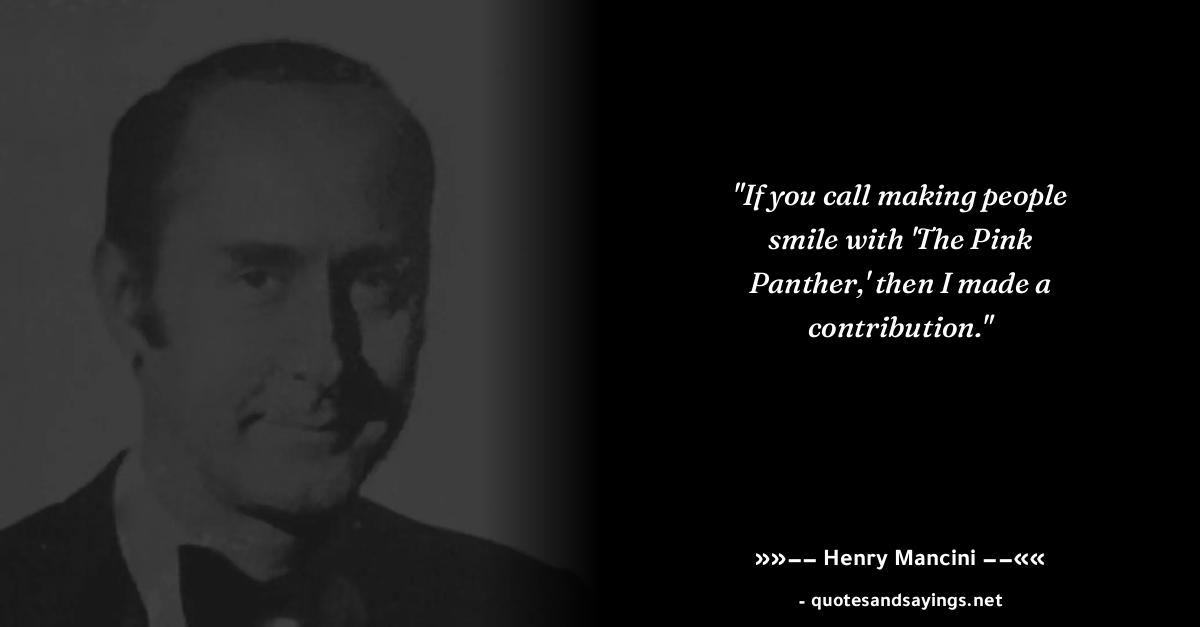 "If you call making people
smile with 'The Pink
Panther,' then I made a
contribution."
»»−− Henry Mancini −−««
- quotesandsayings.net